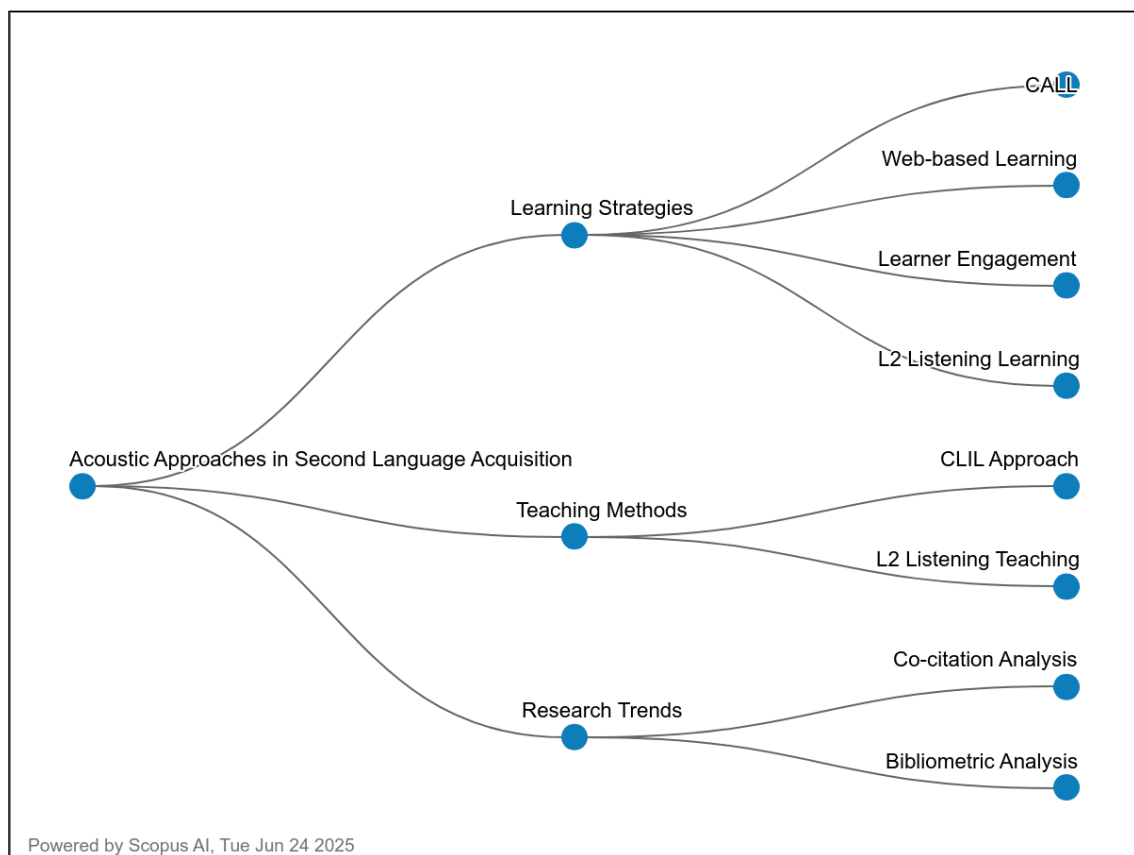 CALL
Web-based Learning
Learning Strategies
Learner Engagement
L2 Listening Learning
Acoustic Approaches in Second Language Acquisition
CLIL Approach
Teaching Methods
L2 Listening Teaching
Co-citation Analysis
Research Trends
Bibliometric Analysis
Powered by Scopus AI, Tue Jun 24 2025